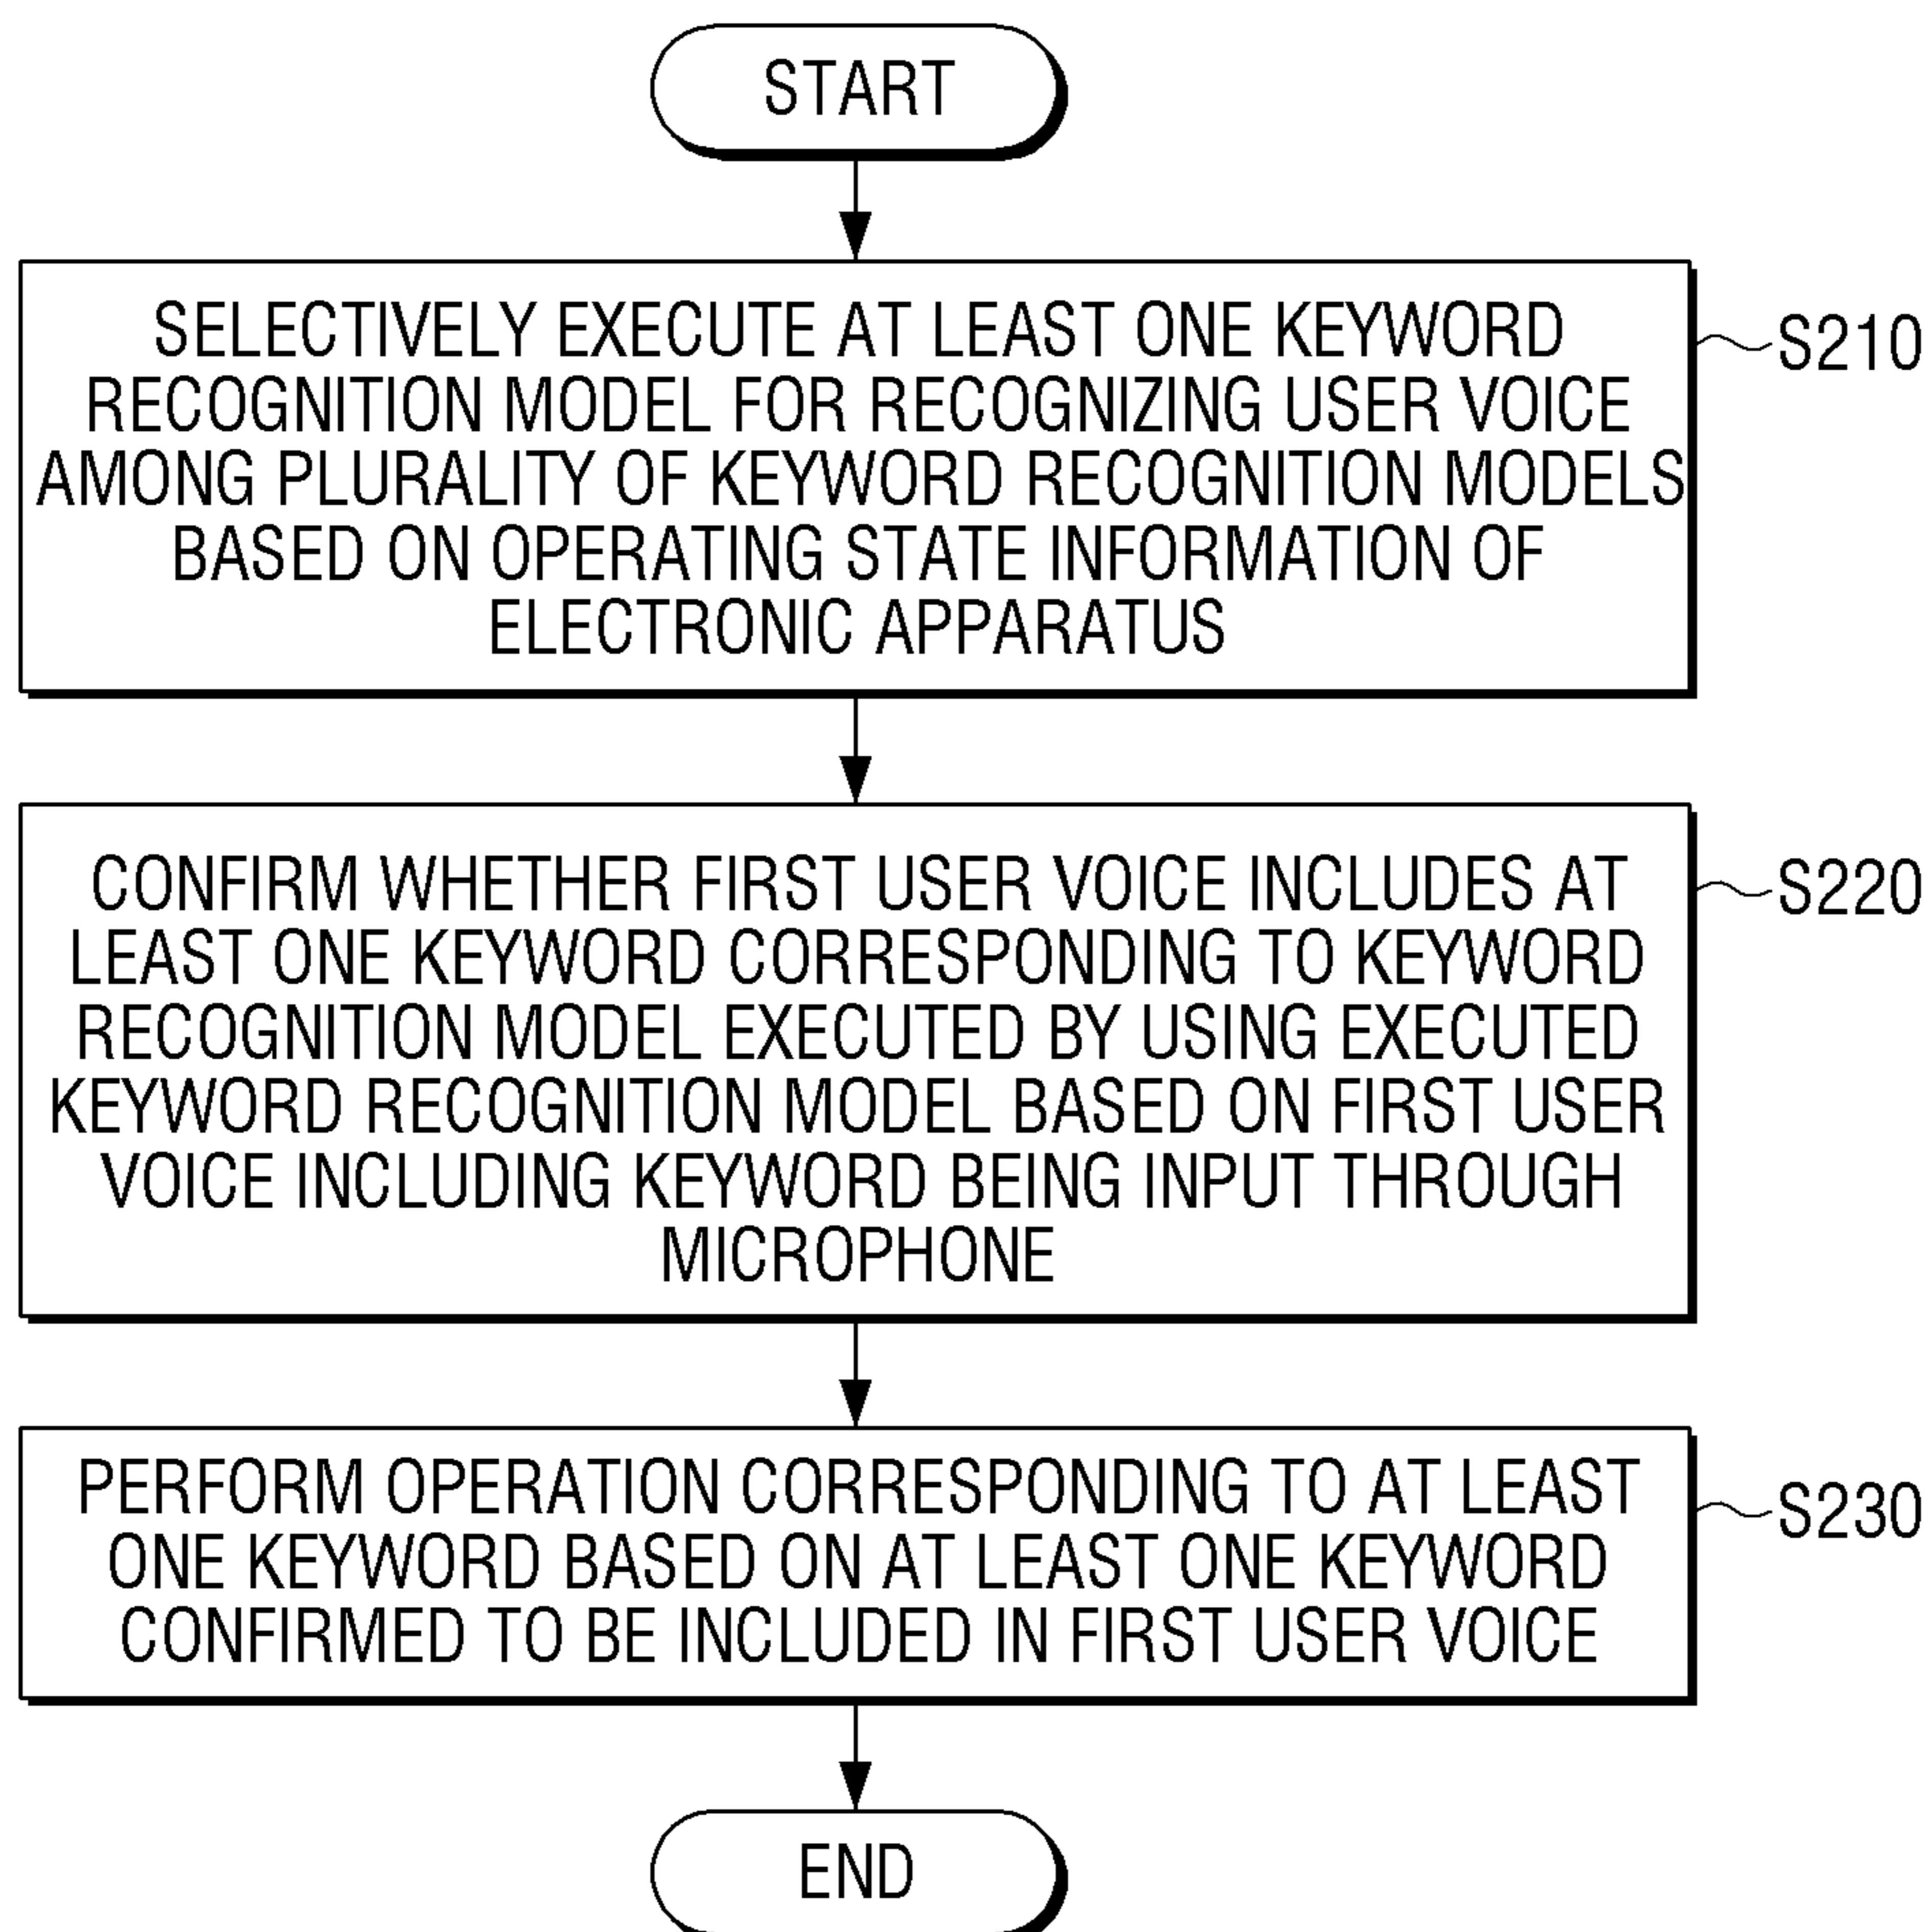 START
SELECTIVELY EXECUTE AT LEAST ONE KEYWORD
RECOGNITION MODEL FOR RECOGNIZING USER VOICE
AMONG PLURALITY OF KEYWORD RECOGNITION MODELS
BASED ON OPERATING STATE INFORMATION OF
ELECTRONIC APPARATUS
S210
CONFIRM WHETHER FIRST USER VOICE INCLUDES AT
LEAST ONE KEYWORD CORRESPONDING TO KEYWORD
RECOGNITION MODEL EXECUTED BY USING EXECUTED
KEYWORD RECOGNITION MODEL BASED ON FIRST USER
VOICE INCLUDING KEYWORD BEING INPUT THROUGH
MICROPHONE
S220
PERFORM OPERATION CORRESPONDING TO AT LEAST
ONE KEYWORD BASED ON AT LEAST ONE KEYWORD
CONFIRMED TO BE INCLUDED IN FIRST USER VOICE
S230
END